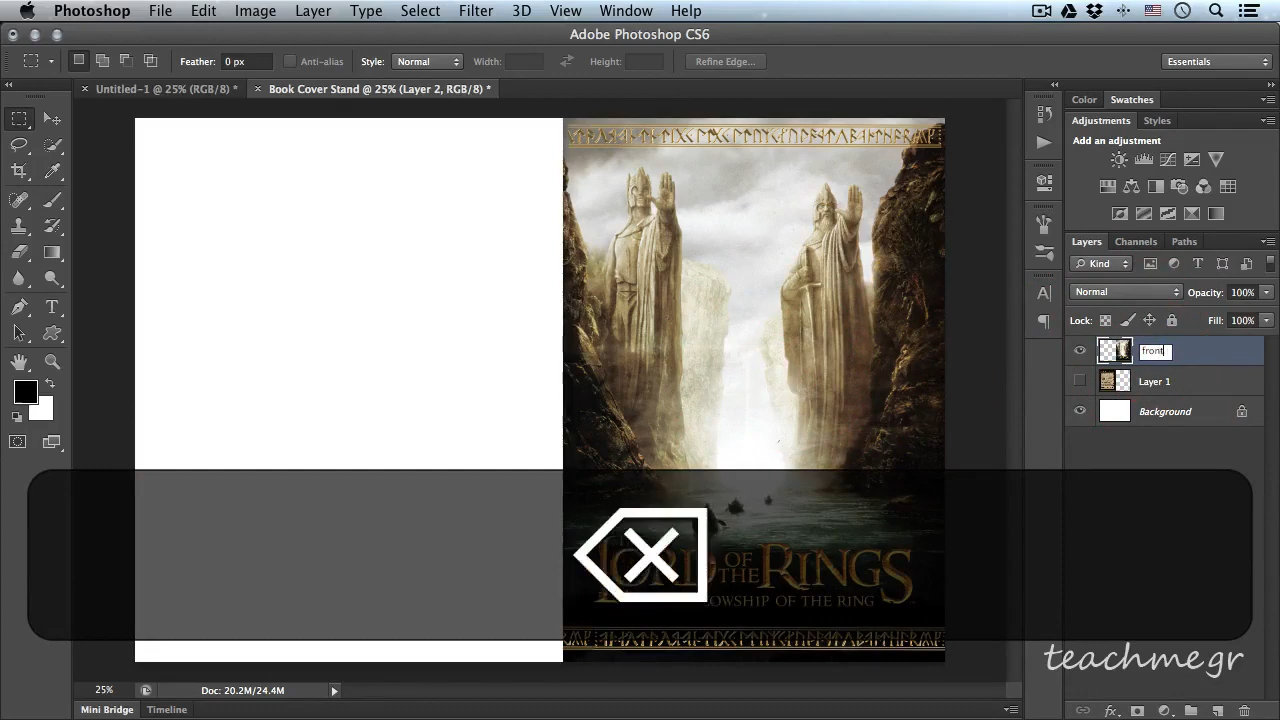 Photoshop File Edit Image Layer Type Select Filter 3D View Window Help
Adobe Photoshop CS6
Feather: 0 px Anti-alias Style: Normal Width: Height: Refine Edge... Essentials
Untitled-1 @ 25% (RGB/8) * Book Cover Stand @ 25% (Layer 2, RGB/8) *
Color Swatches
Adjustments Styles
Add an adjustment
Layers Channels Paths
Kind
Normal Opacity: 100%
Lock: Fill: 100%
front
Layer 1
Background
LORD OF THE RINGS
OWSHIP OF THE RING
teachme.gr
25% Doc: 20.2M/24.4M
Mini Bridge Timeline